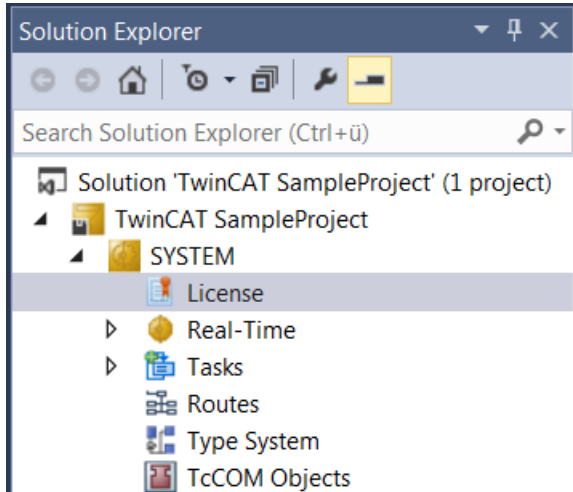 Solution Explorer
Search Solution Explorer (Ctrl+ü)
Solution 'TwinCAT SampleProject' (1 project)
TwinCAT SampleProject
SYSTEM
License
Real-Time
Tasks
Routes
Type System
TcCOM Objects